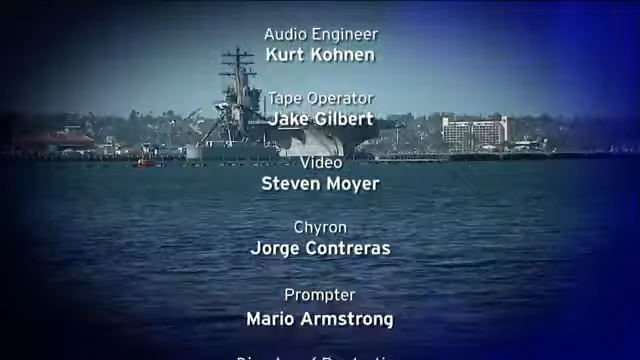 Audio Engineer
Kurt Kohnen
Tape Operator
Jake Gilbert
Video
Steven Moyer
Chyron
Jorge Contreras
Prompter
Mario Armstrong